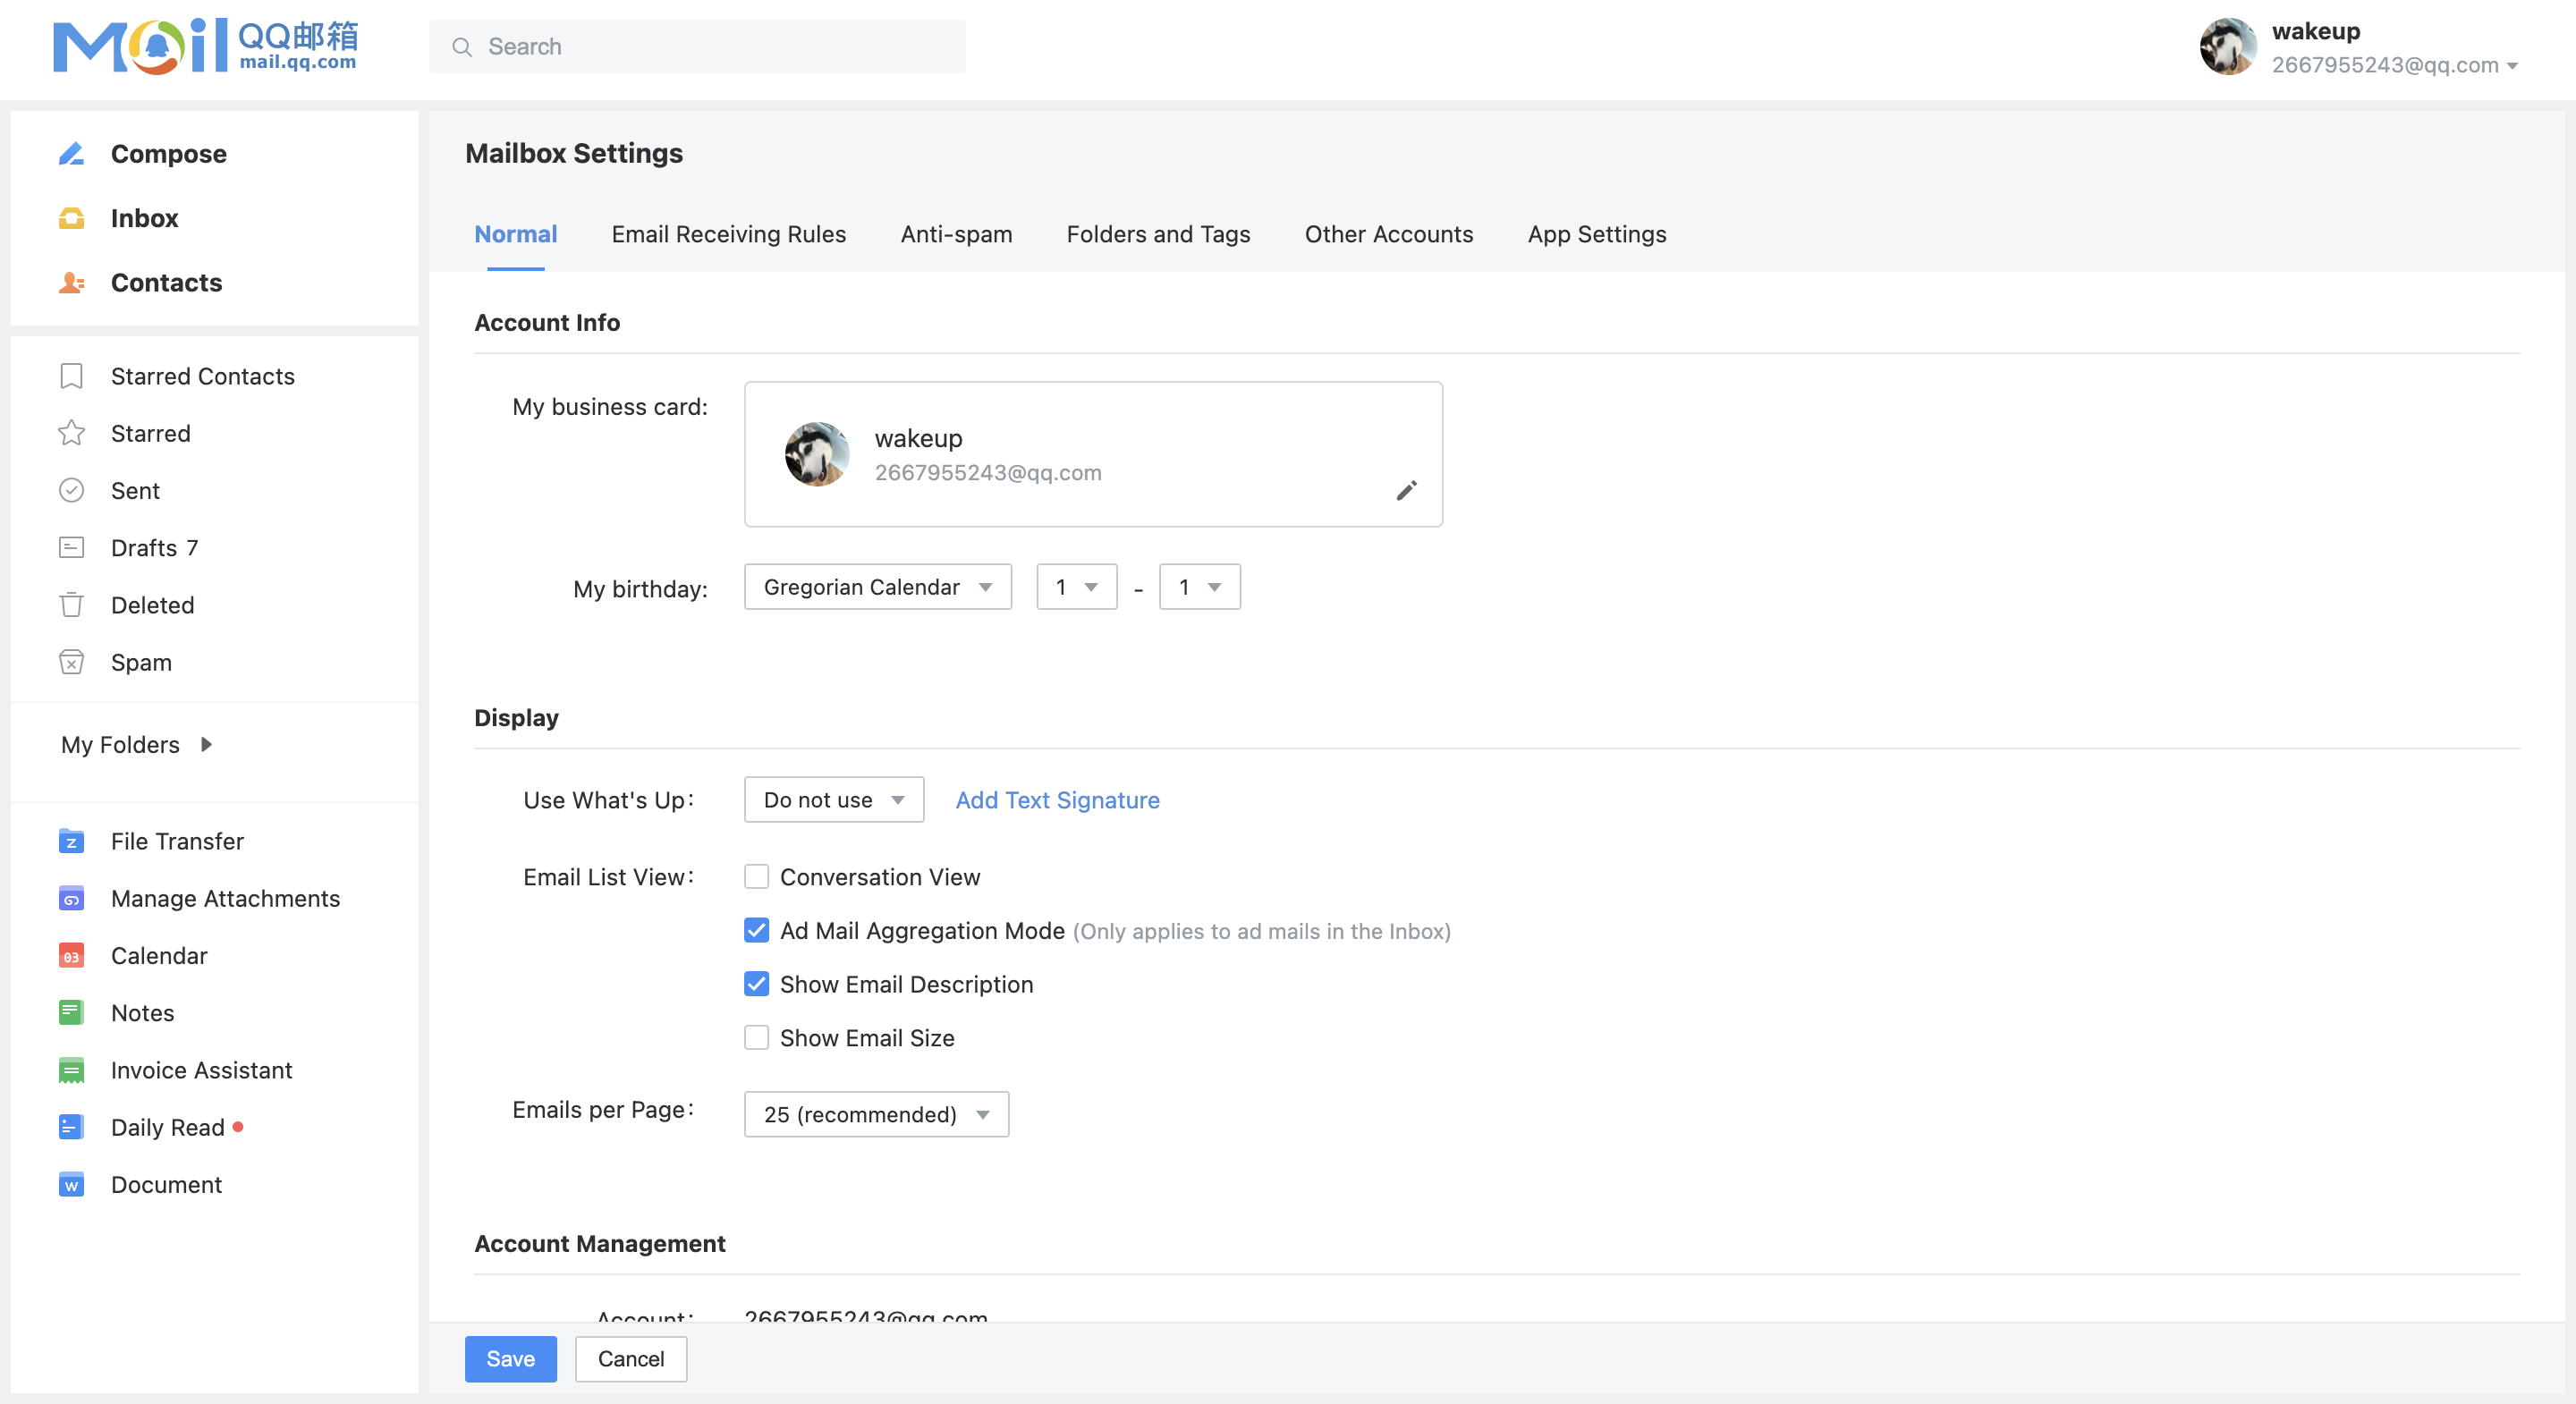 Mail QQ邮箱
mail.qq.com
Search
wakeup
2667955243@qq.com
Compose
Inbox
Contacts
Starred Contacts
Starred
Sent
Drafts 7
Deleted
Spam
My Folders
File Transfer
Manage Attachments
03 Calendar
Notes
Invoice Assistant
Daily Read
W Document
Mailbox Settings
Normal Email Receiving Rules Anti-spam Folders and Tags Other Accounts App Settings
Account Info
My business card:
wakeup
2667955243@qq.com
My birthday: Gregorian Calendar 1 - 1
Display
Use What's Up: Do not use Add Text Signature
Email List View: Conversation View
Ad Mail Aggregation Mode (Only applies to ad mails in the Inbox)
Show Email Description
Show Email Size
Emails per Page: 25 (recommended)
Account Management
Account: 2667955243@qq.com
Save Cancel